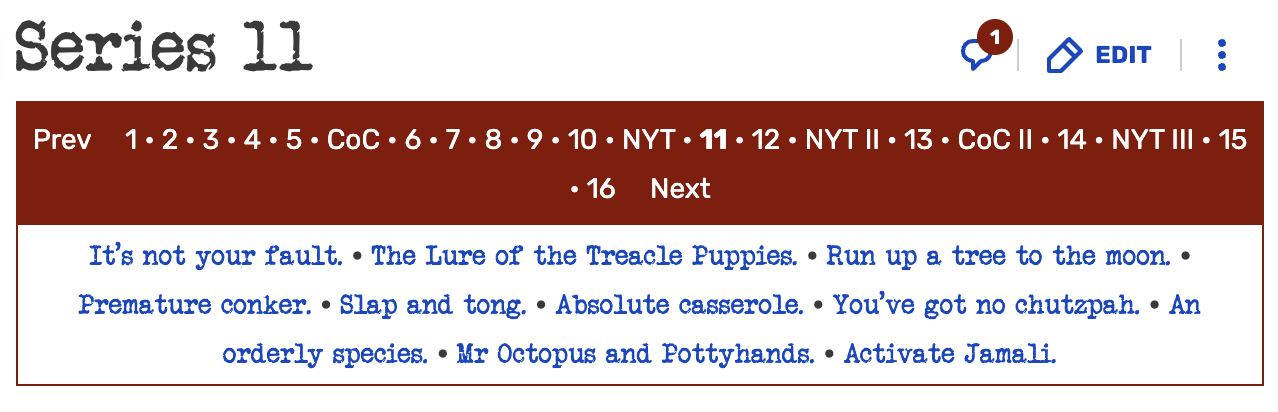 Series 11
1
EDIT
Prev 1 • 2 • 3 • 4 • 5 • CoC • 6 • 7 • 8 • 9 • 10 • NYT • 11 • 12 • NYT II • 13 • CoC II • 14 • NYT III • 15
• 16 Next
It's not your fault. • The Lure of the Treacle Puppies. • Run up a tree to the moon. •
Premature conker. • Slap and tong. • Absolute casserole. • You've got no chutzpah. • An
orderly species. • Mr Octopus and Pottyhands. • Activate Jamali.